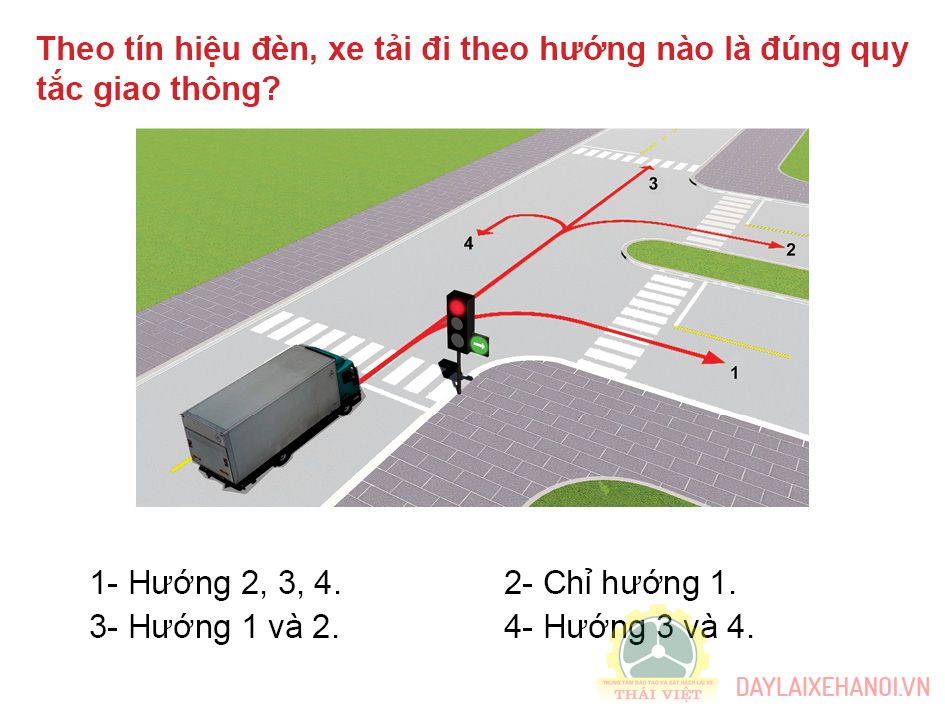 Theo tín hiệu đèn, xe tải đi theo hướng nào là đúng quy
tắc giao thông?
3
4
2
1
1- Hướng 2, 3, 4.
2- Chỉ hướng 1.
3- Hướng 1 và 2.
4- Hướng 3 và 4.
TRUNG TÂM ĐÀO TẠO VÀ SÁT HẠCH LÁI XE
THÁI VIỆT
DAYLAIXEHANOI.VN